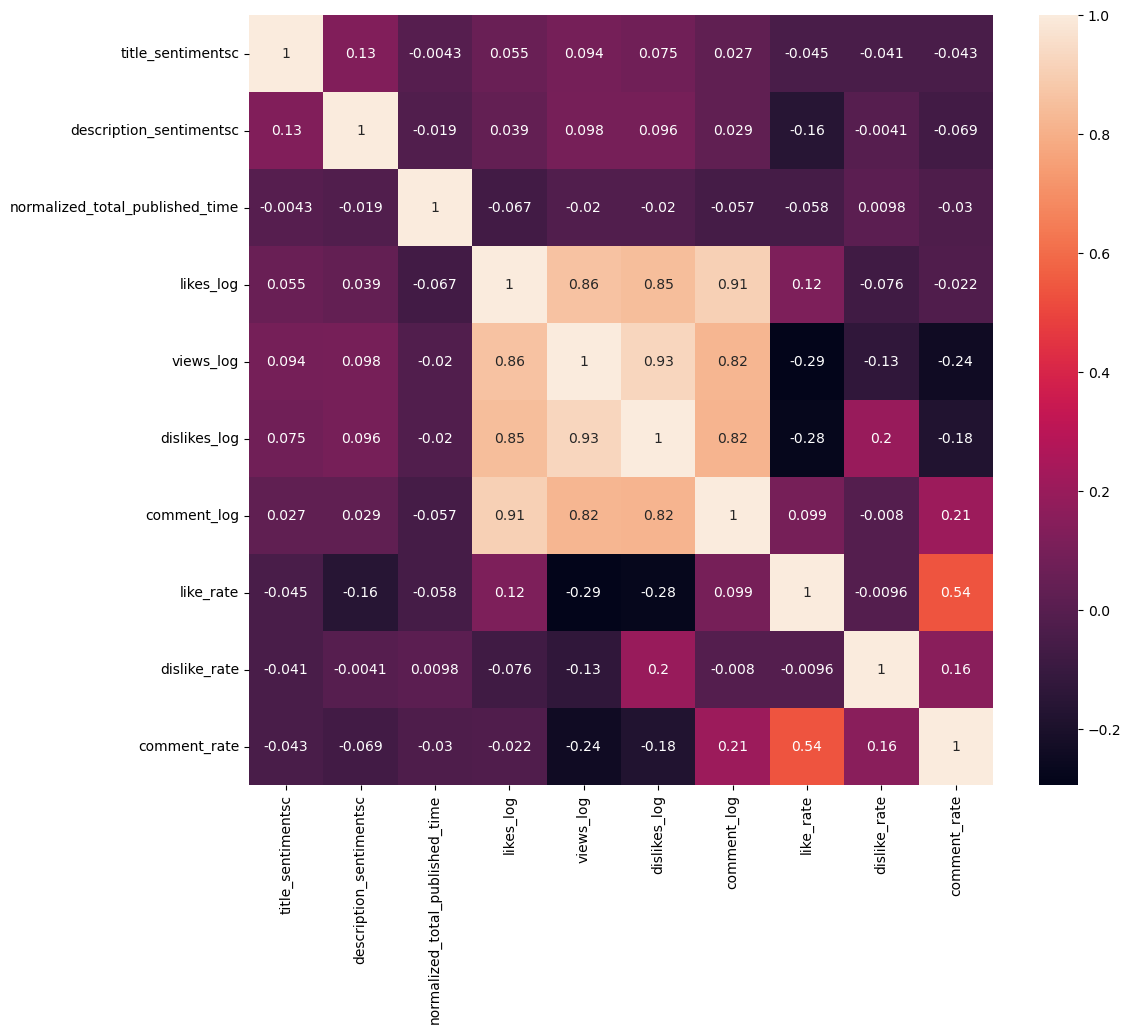 title_sentimentsc 1 0.13 -0.0043 0.055 0.094 0.075 0.027 -0.045 -0.041 -0.043
description_sentimentsc 0.13 1 -0.019 0.039 0.098 0.096 0.029 -0.16 -0.0041 -0.069
normalized_total_published_time -0.0043 -0.019 1 -0.067 -0.02 -0.02 -0.057 -0.058 0.0098 -0.03
likes_log 0.055 0.039 -0.067 1 0.86 0.85 0.91 0.12 -0.076 -0.022
views_log 0.094 0.098 -0.02 0.86 1 0.93 0.82 -0.29 -0.13 -0.24
dislikes_log 0.075 0.096 -0.02 0.85 0.93 1 0.82 -0.28 0.2 -0.18
comment_log 0.027 0.029 -0.057 0.91 0.82 0.82 1 0.099 -0.008 0.21
like_rate -0.045 -0.16 -0.058 0.12 -0.29 -0.28 0.099 1 -0.0096 0.54
dislike_rate -0.041 -0.0041 0.0098 -0.076 -0.13 0.2 -0.008 -0.0096 1 0.16
comment_rate -0.043 -0.069 -0.03 -0.022 -0.24 -0.18 0.21 0.54 0.16 1
title_sentimentsc
description_sentimentsc
normalized_total_published_time
likes_log
views_log
dislikes_log
comment_log
like_rate
dislike_rate
comment_rate
1.0
0.8
0.6
0.4
0.2
0.0
−0.2